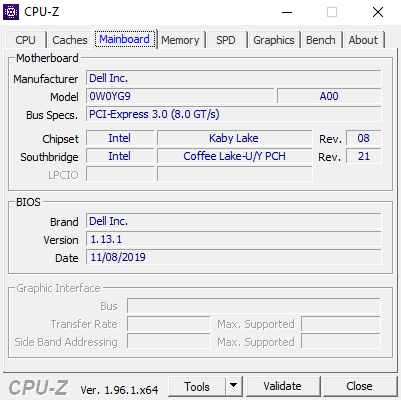 CPU-Z
CPU Caches Mainboard Memory SPD Graphics Bench About
Motherboard
Manufacturer Dell Inc.
Model 0W0YG9 A00
Bus Specs. PCI-Express 3.0 (8.0 GT/s)
Chipset Intel Kaby Lake Rev. 08
Southbridge Intel Coffee Lake-U/Y PCH Rev. 21
LPCIO
BIOS
Brand Dell Inc.
Version 1.13.1
Date 11/08/2019
Graphic Interface
Bus
Transfer Rate Max. Supported
Side Band Addressing Max. Supported
CPU-Z Ver. 1.96.1.x64 Tools Validate Close